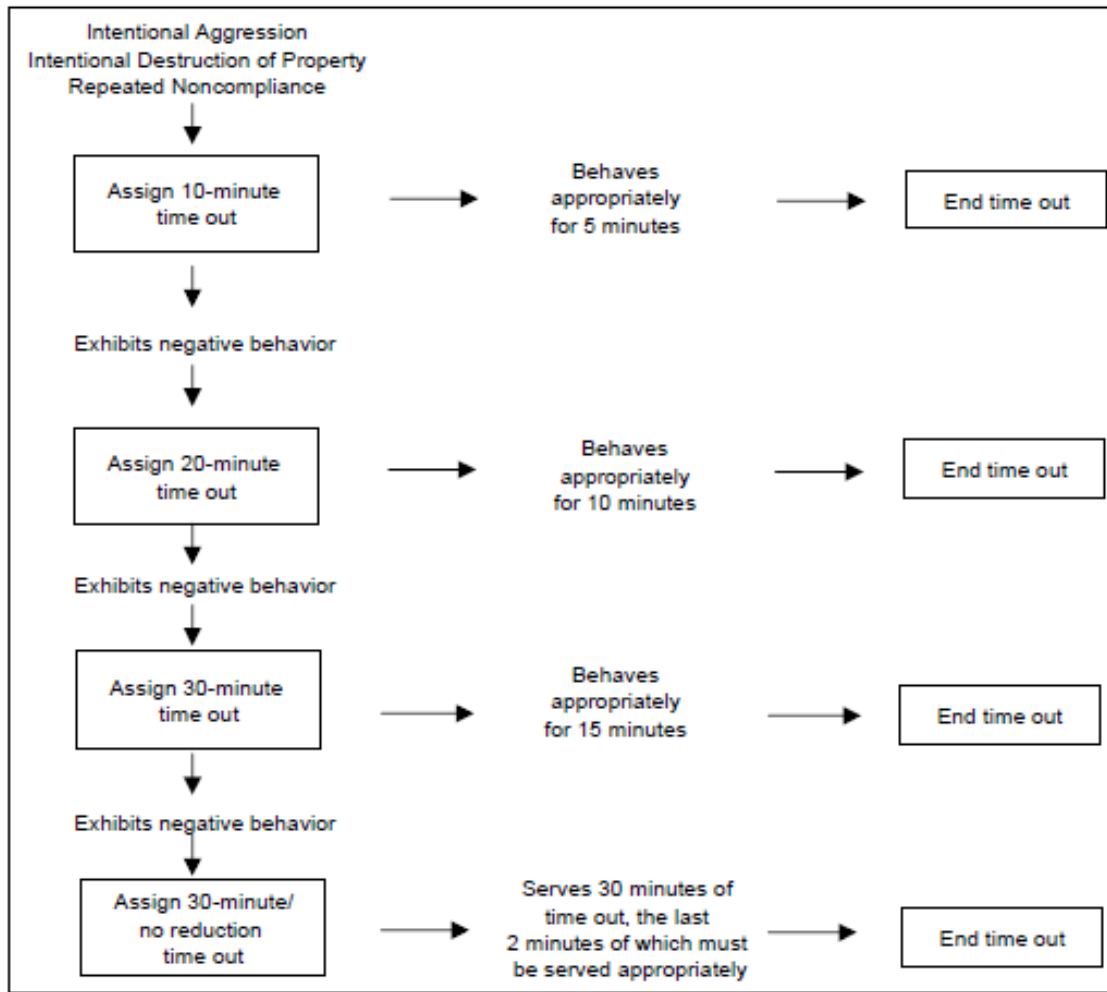 Intentional Aggression
Intentional Destruction of Property
Repeated Noncompliance
Assign 10-minute
time out
Behaves
appropriately
for 5 minutes
End time out
Exhibits negative behavior
Assign 20-minute
time out
Behaves
appropriately
for 10 minutes
End time out
Exhibits negative behavior
Assign 30-minute
time out
Behaves
appropriately
for 15 minutes
End time out
Exhibits negative behavior
Assign 30-minute/
no reduction
time out
Serves 30 minutes of
time out, the last
2 minutes of which must
be served appropriately
End time out